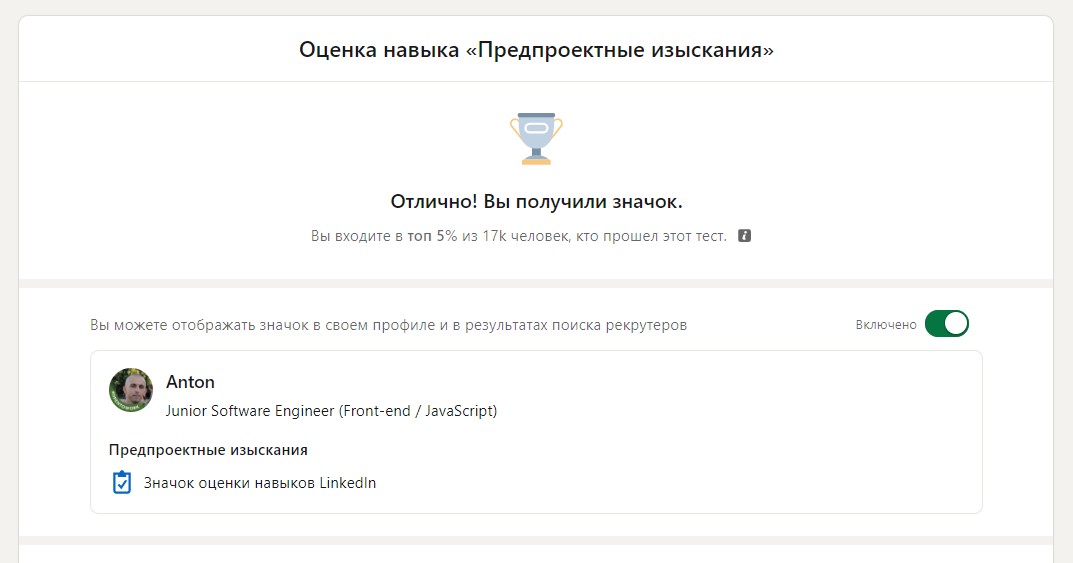 Оценка навыка «Предпроектные изыскания»
Отлично! Вы получили значок.
Вы входите в топ 5% из 17k человек, кто прошел этот тест.
Вы можете отображать значок в своем профиле и в результатах поиска рекрутеров
Включено
Anton
Junior Software Engineer (Front-end / JavaScript)
Предпроектные изыскания
Значок оценки навыков LinkedIn